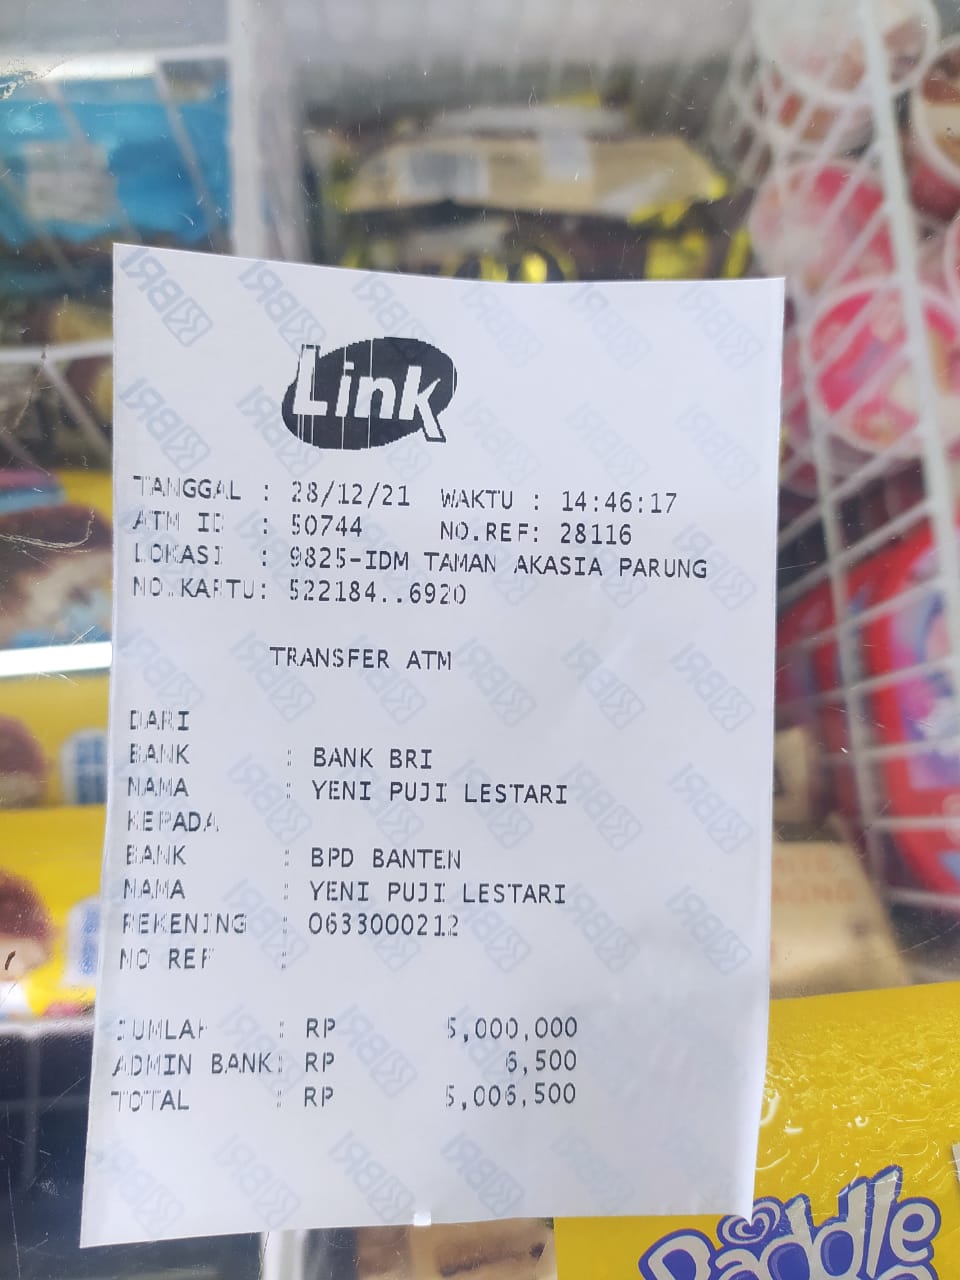 Link
TANGGAL : 28/12/21 WAKTU : 14:46:17
ATM ID : 50744 NO.REF: 28116
LOKASI : 9825-IDM TAMAN AKASIA PARUNG
NO.KARTU: 522184..6920
TRANSFER ATM
DARI
BANK : BANK BRI
NAMA : YENI PUJI LESTARI
KEPADA
BANK : BPD BANTEN
NAMA : YENI PUJI LESTARI
REKENING : 0633000212
NO REF :
JUMLAH : RP 5,000,000
ADMIN BANK: RP 6,500
TOTAL : RP 5,006,500
Paddle